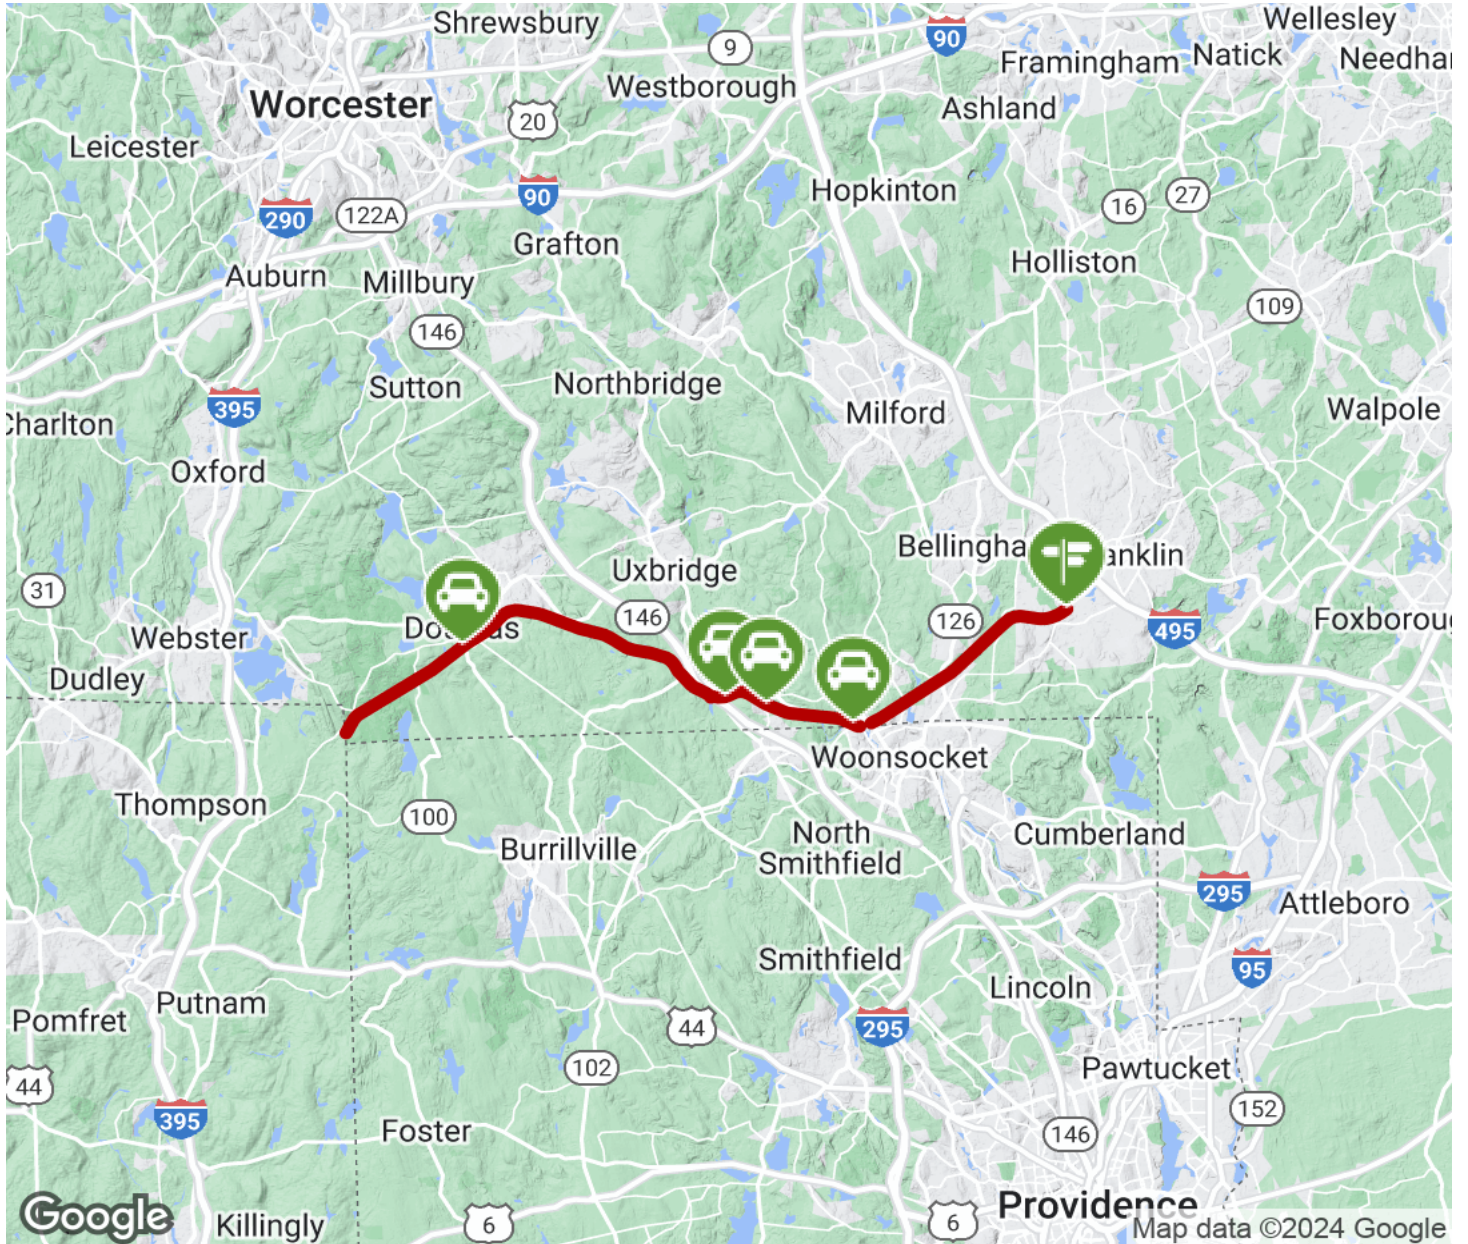 Shrewsbury
Wellesley
9
90
Framingham
Natick
Needha
Westborough
Worcester
Ashland
20
Leicester
90
Hopkinton
27
16
290
122A
Grafton
Holliston
Auburn
Millbury
109
146
Sutton
Northbridge
395
Milford
Walpole
Charlton
Oxford
Bellingha
anklin
Uxbridge
31
146
126
495
Foxborou
Do
as
Webster
Dudley
Woonsocket
Thompson
100
North
Smithfield
Cumberland
Burrillville
295
Attleboro
Smithfield
95
Lincoln
Putnam
Pomfret
44
295
102
Pawtucket
44
395
152
Foster
146
Providence
Google
Killingly
6
6
Map data ©2024 Google